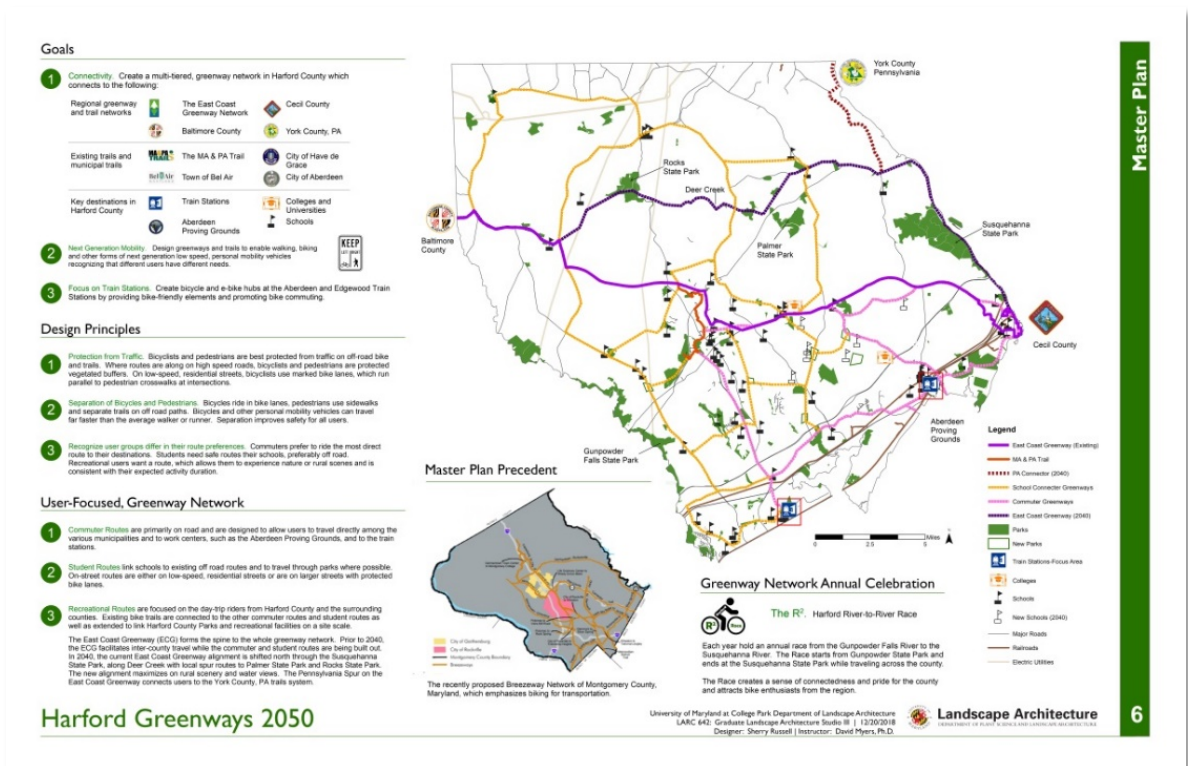 Goals
1 Connectivity. Create a multi-tiered, greenway network in Harford County which
connects to the following:
Regional greenway
and trail networks
The East Coast
Greenway Network
Cecil County
Baltimore County
York County, PA
Existing trails and
municipal trails
MA&PA
TRAIL
The MA & PA Trail
City of Have de
Grace
Bel Air
Town of Bel Air
City of Aberdeen
Key destinations in
Harford County
Train Stations
Colleges and
Universities
Aberdeen
Proving Grounds
Schools
2 Next Generation Mobility. Design greenways and trails to enable walking, biking
and other forms of next generation low speed, personal mobility vehicles
recognizing that different users have different needs.
KEEP
3 Focus on Train Stations. Create bicycle and e-bike hubs at the Aberdeen and Edgewood Train
Stations by providing bike-friendly elements and promoting bike commuting.
Design Principles
1 Protection from Traffic. Bicyclists and pedestrians are best protected from traffic on off-road bike
and trails. Where routes are along on high speed roads, bicyclists and pedestrians are protected
vegetated buffers. On low-speed, residential streets, bicyclists use marked bike lanes, which run
parallel to pedestrian crosswalks at intersections.
2 Separation of Bicycles and Pedestrians. Bicycles ride in bike lanes, pedestrians use sidewalks
and separate trails on off road paths. Bicycles and other personal mobility vehicles can travel
far faster than the average walker or runner. Separation improves safety for all users.
3 Recognize user groups differ in their route preferences. Commuters prefer to ride the most direct
route to their destinations. Students need safe routes their schools, preferably off road.
Recreational users want a route, which allows them to experience nature or rural scenes and is
consistent with their expected activity duration.
User-Focused, Greenway Network
1 Commuter Routes are primarily on road and are designed to allow users to travel directly among the
various municipalities and to work centers, such as the Aberdeen Proving Grounds, and to the train
stations.
2 Student Routes link schools to existing off road routes and to travel through parks where possible.
On-street routes are either on low-speed, residential streets or are on larger streets with protected
bike lanes.
3 Recreational Routes are focused on the day-trip riders from Harford County and the surrounding
counties. Existing bike trails are connected to the other commuter routes and student routes as
well as extended to link Harford County Parks and recreational facilities on a site scale.
The East Coast Greenway (ECG) forms the spine to the whole greenway network. Prior to 2040,
the ECG facilitates inter-county travel while the commuter and student routes are being built out.
In 2040, the current East Coast Greenway alignment is shifted north through the Susquehanna
State Park, along Deer Creek with local spur routes to Palmer State Park and Rocks State Park.
The new alignment maximizes on rural scenery and water views. The Pennsylvania Spur on the
East Coast Greenway connects users to the York County, PA trails system.
Harford Greenways 2050
York County
Pennsylvania
Rocks
State Park
Deer Creek
Baltimore
County
Palmer
State Park
Susquehanna
State Park
Cecil County
Aberdeen
Proving
Grounds
Gunpowder
Falls State Park
0 2.5 5
Miles
N
Legend
East Coast Greenway (Existing)
MA & PA Trail
PA Connector (2040)
School Connecter Greenways
Commuter Greenways
East Coast Greenway (2040)
Parks
New Parks
Train Stations-Focus Area
Colleges
Schools
New Schools (2040)
Major Roads
Railroads
Electric Utilities
Master Plan Precedent
City of Gaithersburg
City of Rockville
Montgomery County Boundary
Breezeways
The recently proposed Breezeway Network of Montgomery County,
Maryland, which emphasizes biking for transportation.
Greenway Network Annual Celebration
R² Race
The R². Harford River-to-River Race
Each year hold an annual race from the Gunpowder Falls River to the
Susquehanna River. The Race starts from Gunpowder State Park and
ends at the Susquehanna State Park while traveling across the county.
The Race creates a sense of connectedness and pride for the county
and attracts bike enthusiasts from the region.
University of Maryland at College Park Department of Landscape Architecture
LARC 642: Graduate Landscape Architecture Studio III | 12/20/2018
Designer: Sherry Russell | Instructor: David Myers, Ph.D.
Landscape Architecture
DEPARTMENT OF PLANT SCIENCE AND LANDSCAPE ARCHITECTURE
Master Plan
6